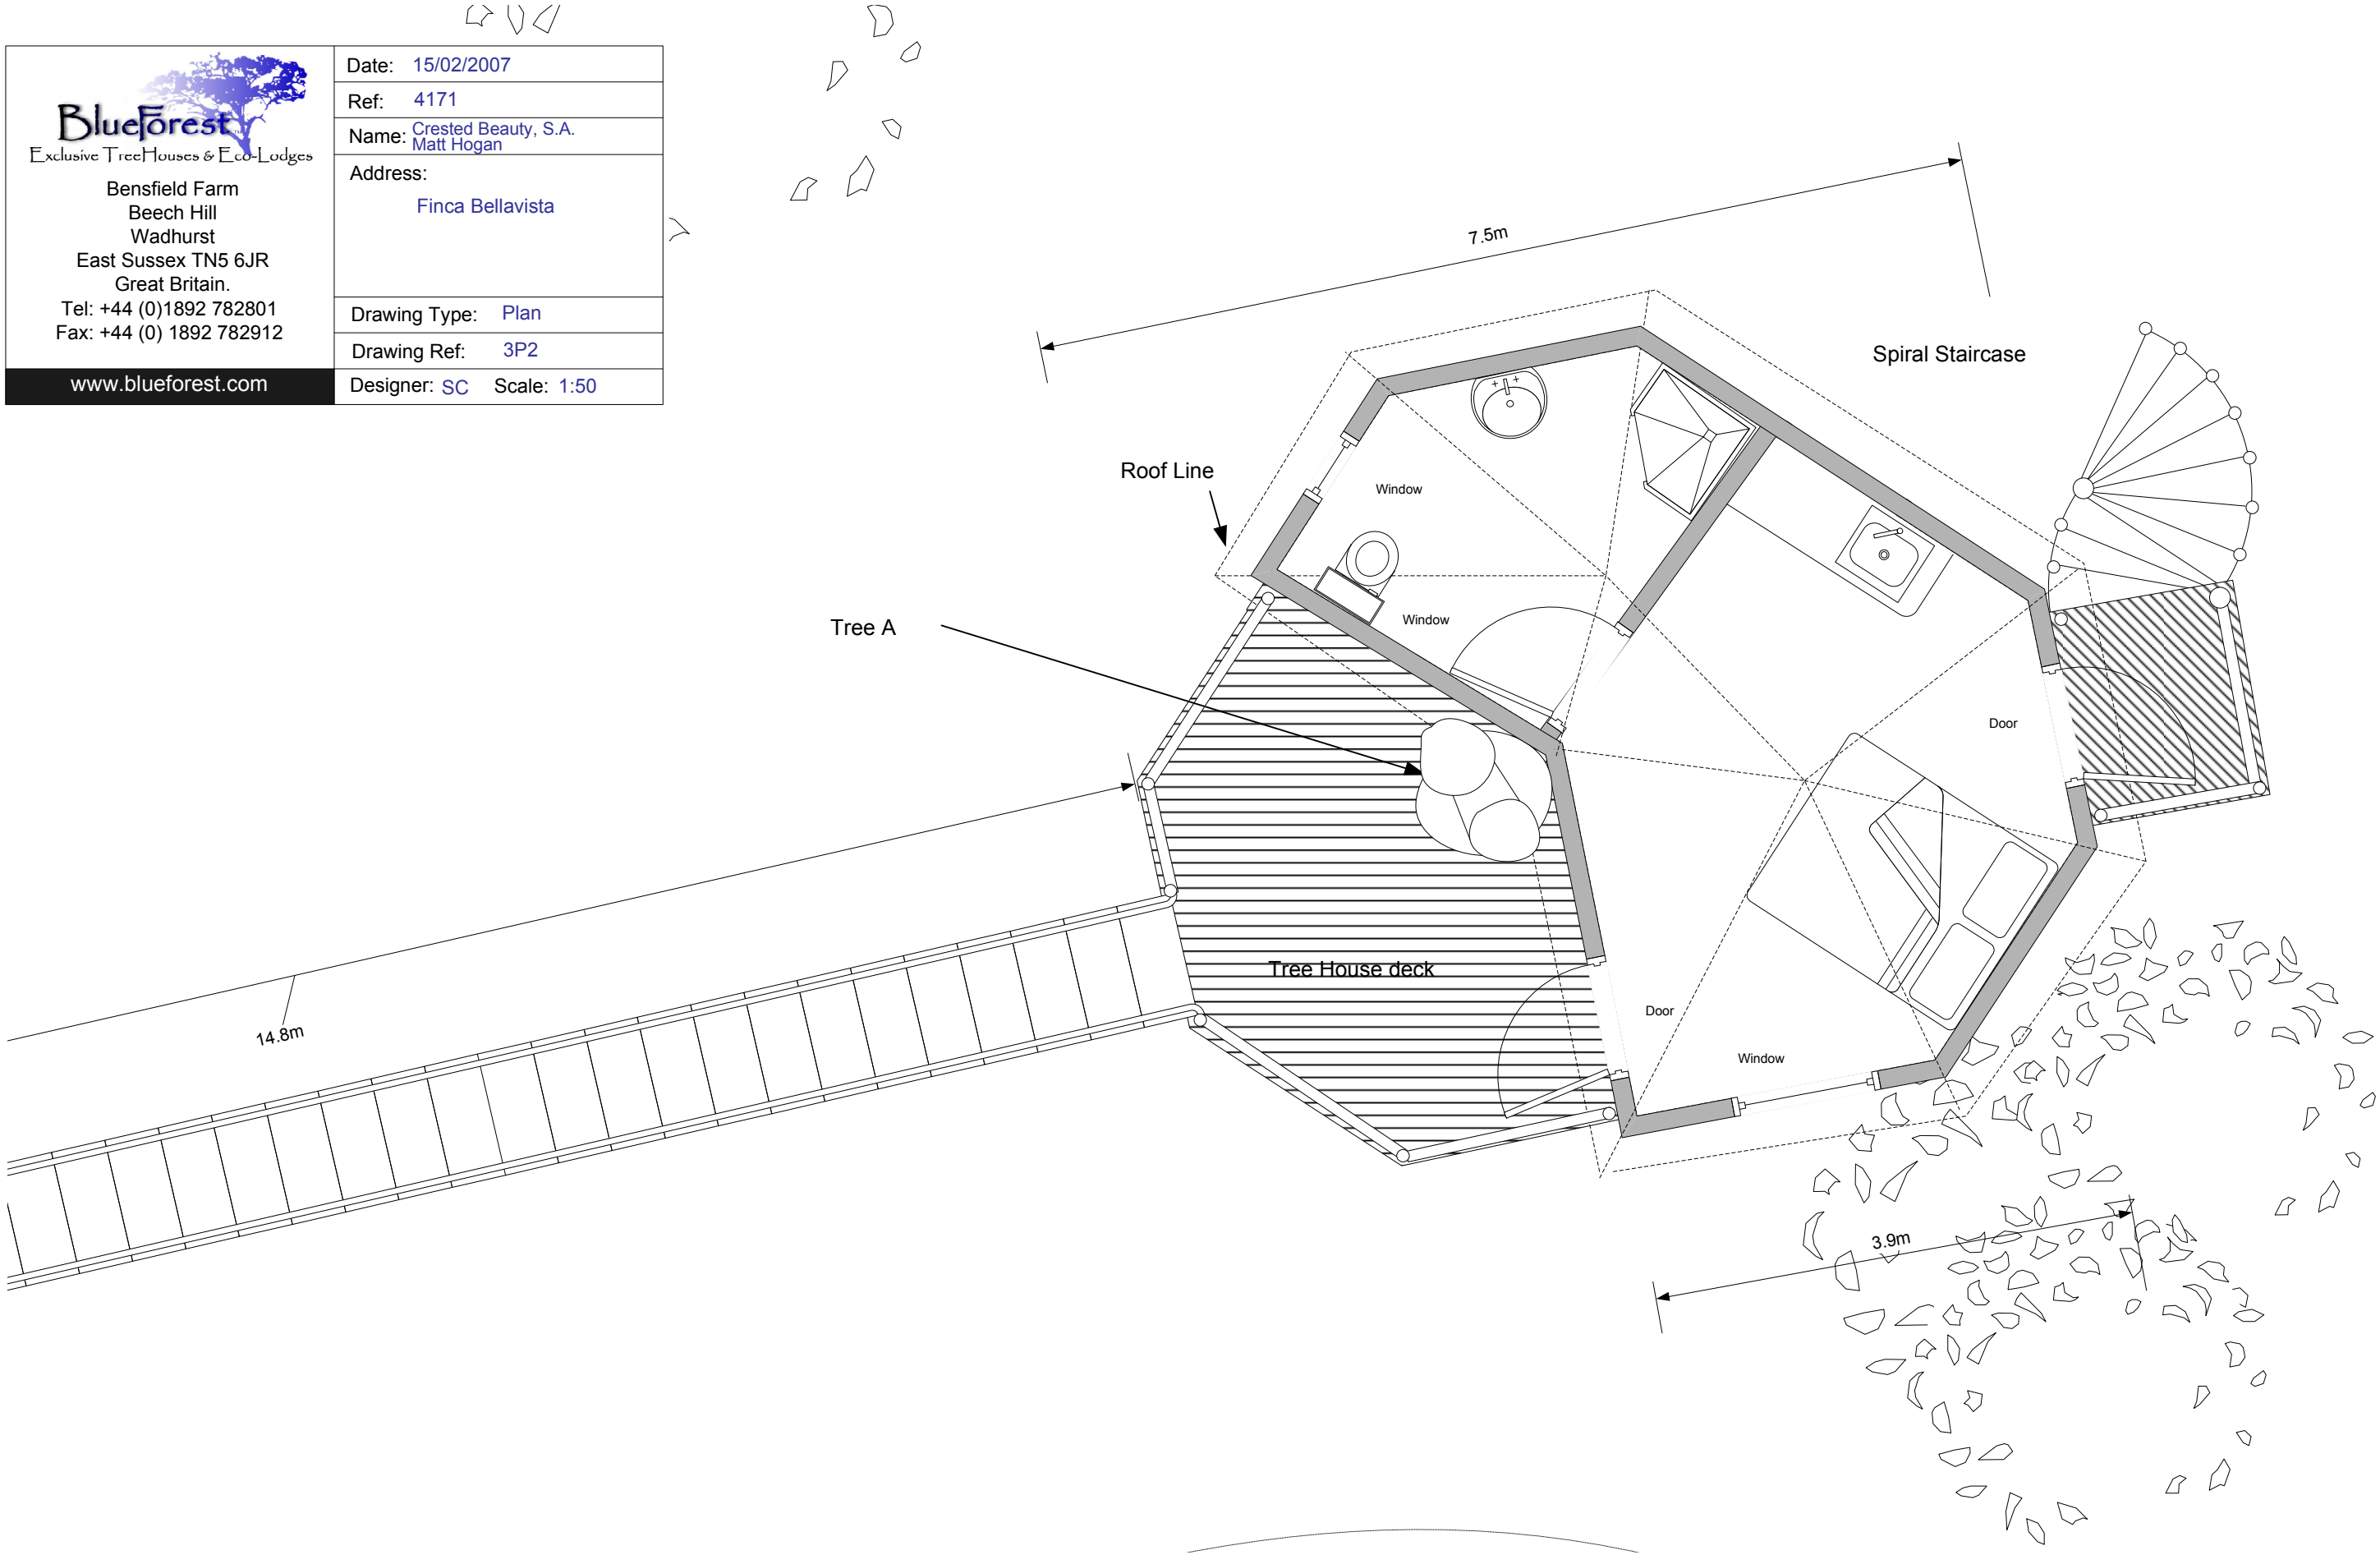 BlueForest
Exclusive TreeHouses & Eco-Lodges
Bensfield Farm
Beech Hill
Wadhurst
East Sussex TN5 6JR
Great Britain.
Tel: +44 (0)1892 782801
Fax: +44 (0) 1892 782912
www.blueforest.com
Date: 15/02/2007
Ref: 4171
Name: Crested Beauty, S.A.
Matt Hogan
Address:
Finca Bellavista
Drawing Type: Plan
Drawing Ref: 3P2
Designer: SC Scale: 1:50
7.5m
Spiral Staircase
Roof Line
Window
Window
Tree A
Door
Tree House deck
Door
14.8m
Window
3.9m